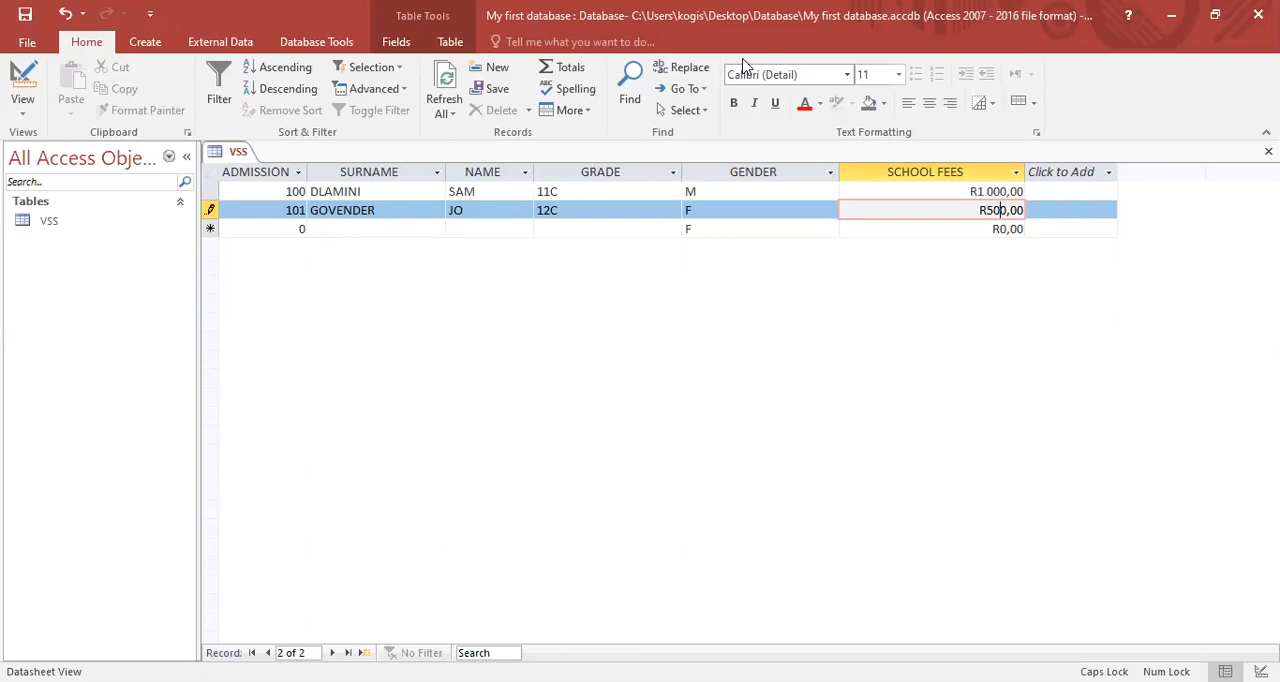 Table Tools
My first database : Database- C:\Users\kogis\Desktop\Database\My first database.accdb (Access 2007 - 2016 file format) -...
?
File Home Create External Data Database Tools Fields Table Tell me what you want to do...
View
Views
Paste
Cut
Copy
Format Painter
Clipboard
Filter
Ascending
Descending
Remove Sort
Selection
Advanced
Toggle Filter
Sort & Filter
Refresh
All
New
Save
Delete
Totals
Spelling
More
Records
Find
Replace
Go To
Select
Find
Calibri (Detail) 11
B I U A
Text Formatting
All Access Obje...
Search...
Tables
VSS
VSS
ADMISSION SURNAME NAME GRADE GENDER SCHOOL FEES Click to Add
100 DLAMINI SAM 11C M R1 000,00
101 GOVENDER JO 12C F R500,00
0 F R0,00
Record: 2 of 2 No Filter Search
Datasheet View Caps Lock Num Lock